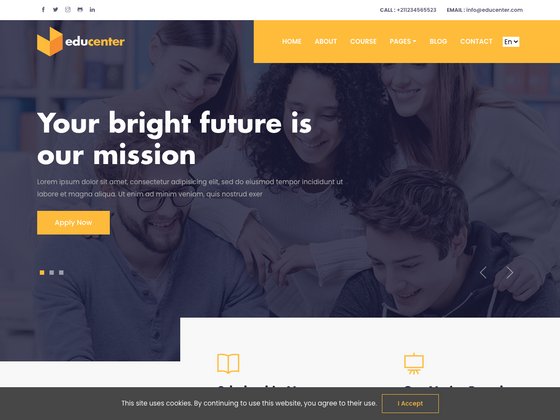 CALL : +211234565523 EMAIL : info@educenter.com
educenter
HOME ABOUT COURSE PAGES BLOG CONTACT En
Your bright future is
our mission
Lorem ipsum dolor sit amet, consectetur adipisicing elit, sed do eiusmod tempor incididunt ut
labore et magna aliqua. Ut enim ad minim veniam, quis nostrud exer
Apply Now
This site uses cookies. By continuing to use this website, you agree to their use. I Accept